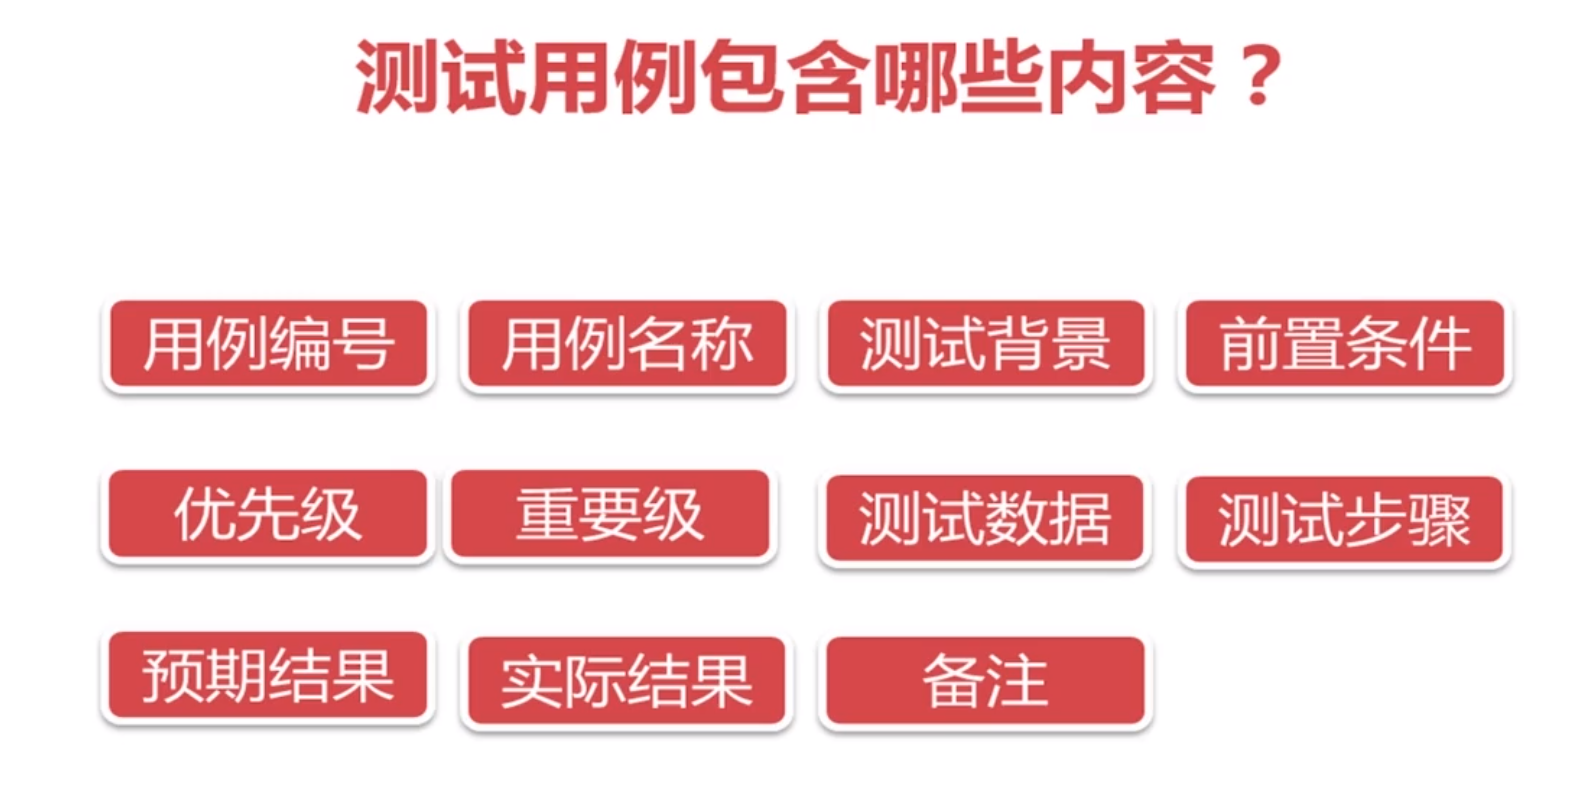 测试用例包含哪些内容？
用例编号
用例名称
测试背景
前置条件
优先级
重要级
测试数据
测试步骤
预期结果
实际结果
备注